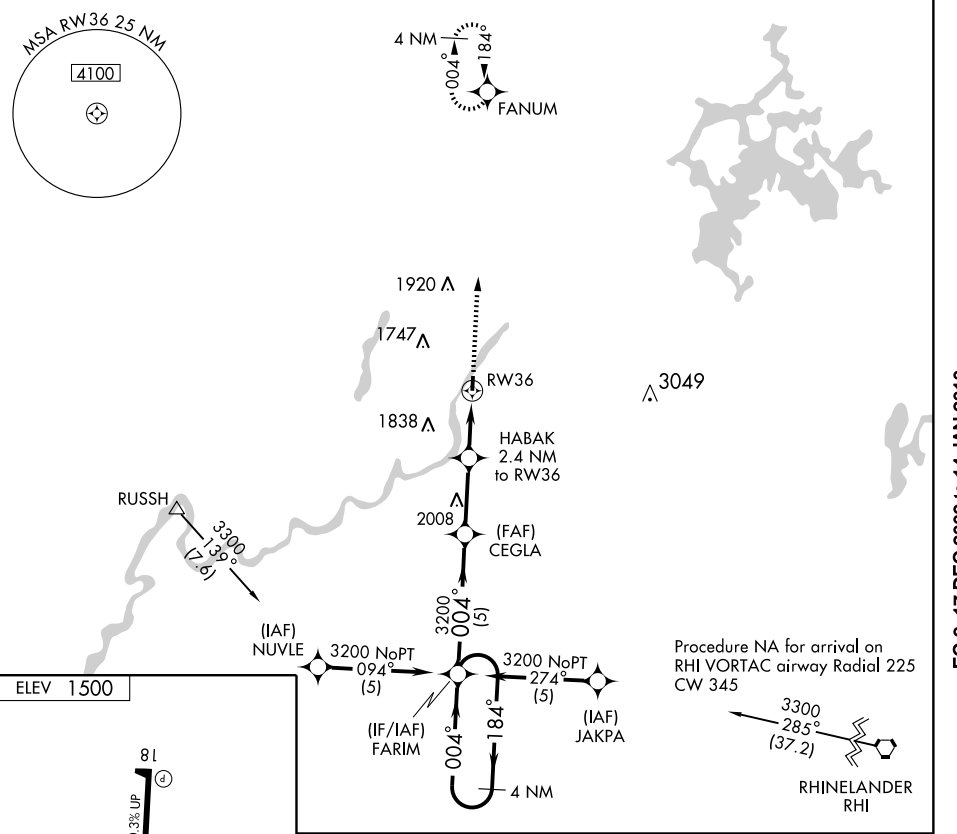 MSA RW36 25 NM
4100
4 NM
004°
184°
FANUM
1920
1747
RW36
3049
1838
HABAK
2.4 NM
to RW36
RUSSH
2008
(FAF)
CEGLA
3300
139°
(7.6)
3200
004°
(5)
(IAF)
NUVLE
3200 NoPT
094°
(5)
3200 NoPT
274°
(5)
Procedure NA for arrival on
RHI VORTAC airway Radial 225
CW 345
(IF/IAF)
FARIM
004°
184°
(IAF)
JAKPA
3300
285°
(37.2)
4 NM
RHINELANDER
RHI
ELEV 1500
18
P
.3% UP